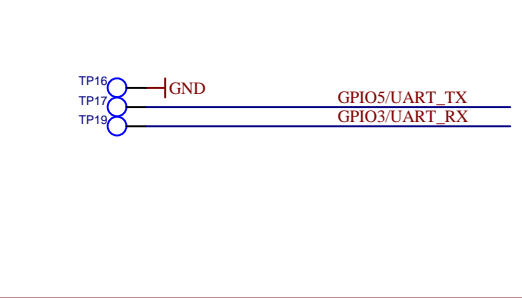 TP16 GND
TP17 GPIO5/UART_TX
TP19 GPIO3/UART_RX